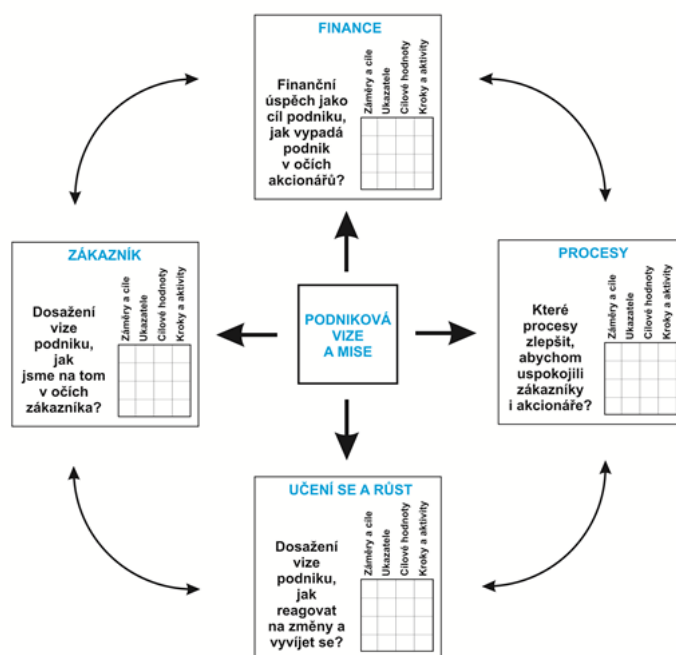 FINANCE
Finanční
úspěch jako
cíl podniku,
jak vypadá
podnik
v očích
akcionářů?
Záměry a cíle
Ukazatele
Cílové hodnoty
Kroky a aktivity
ZÁKAZNÍK
Dosažení
vize
podniku,
jak
jsme na tom
v očích
zákazníka?
Záměry a cíle
Ukazatele
Cílové hodnoty
Kroky a aktivity
PODNIKOVÁ
VIZE
A MISE
PROCESY
Které
procesy
zlepšit,
abychom
uspokojili
zákazníky
i akcionáře?
Záměry a cíle
Ukazatele
Cílové hodnoty
Kroky a aktivity
UČENÍ SE A RŮST
Dosažení
vize
podniku,
jak
reagovat
na změny a
vyvíjet se?
Záměry a cíle
Ukazatele
Cílové hodnoty
Kroky a aktivity